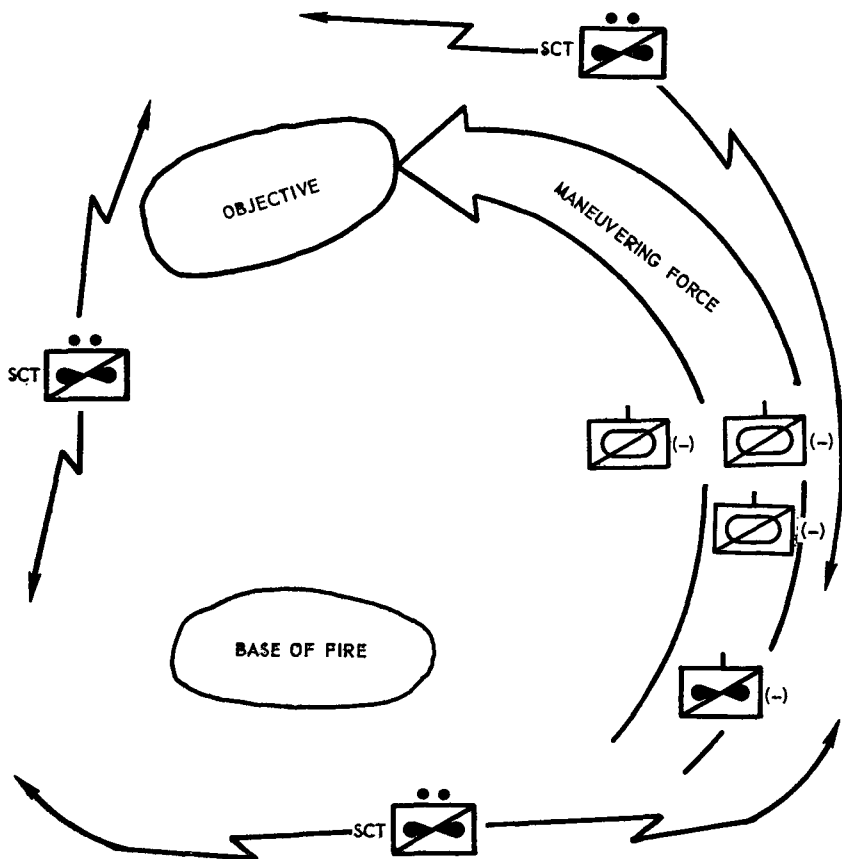 SCT
OBJECTIVE
MANEUVERING FORCE
SCT
(-)
(-)
(-)
BASE OF FIRE
(-)
SCT